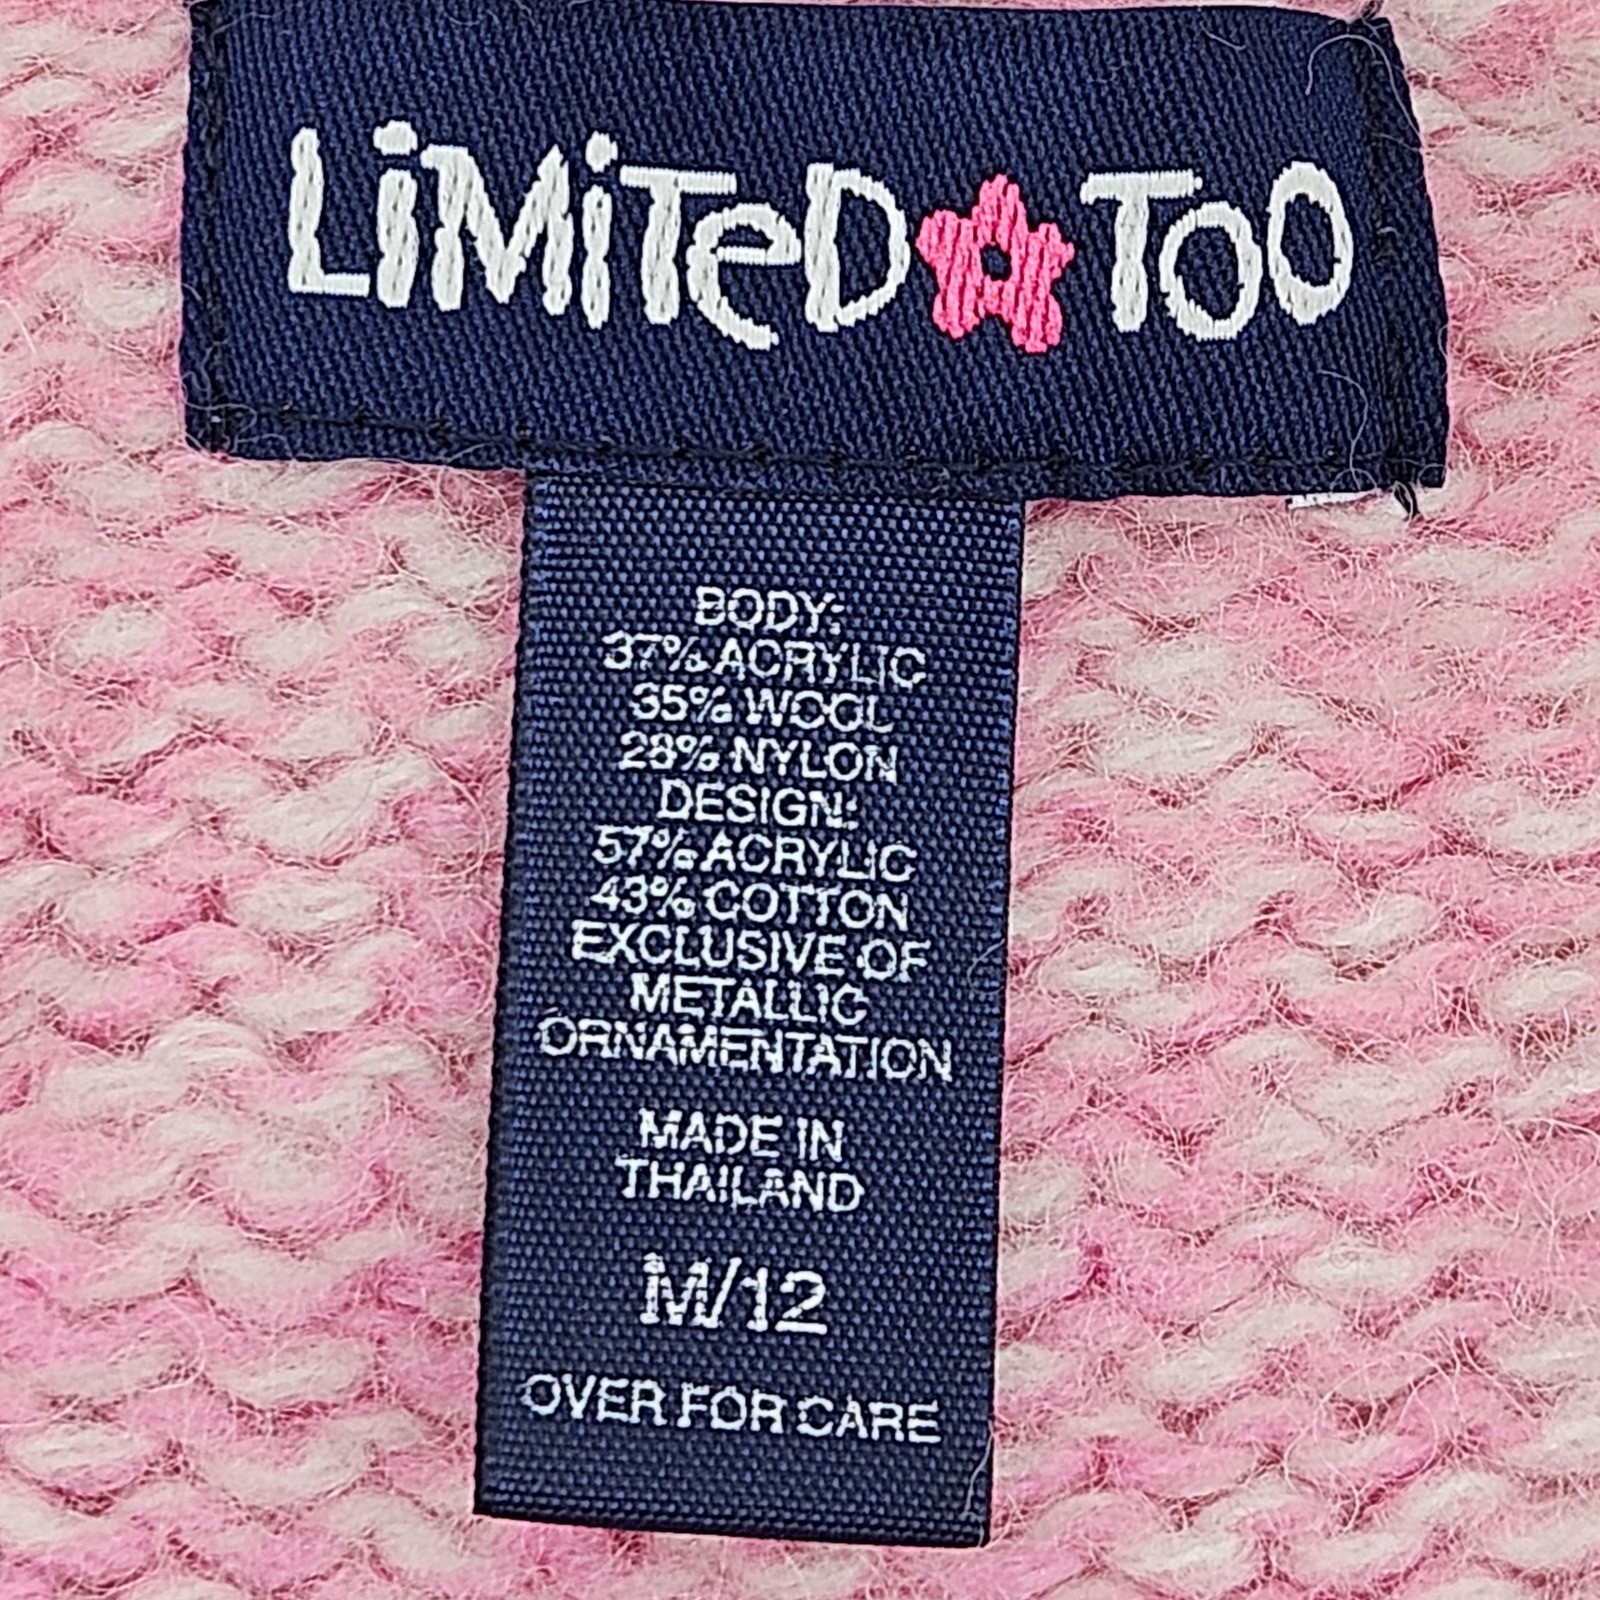 LiMiTeD TOO
BODY:
37% ACRYLIC
35% WOOL
28% NYLON
DESIGN:
57% ACRYLIC
43% COTTON
EXCLUSIVE OF
METALLIC
ORNAMENTATION
MADE IN
THAILAND
M/12
OVER FOR CARE